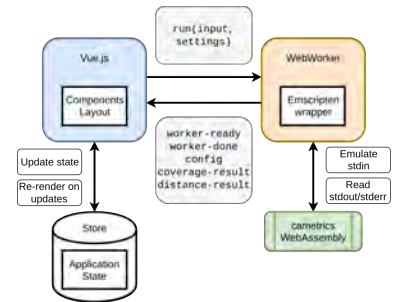 run(input,
settings)
Vue.js
WebWorker
Components
Layout
Emscripten
wrapper
worker-ready
worker-done
config
coverage-result
distance-result
Update state
Re-render on
updates
Emulate
stdin
Read
stdout/stderr
Store
Application
State
cametrics
WebAssembly